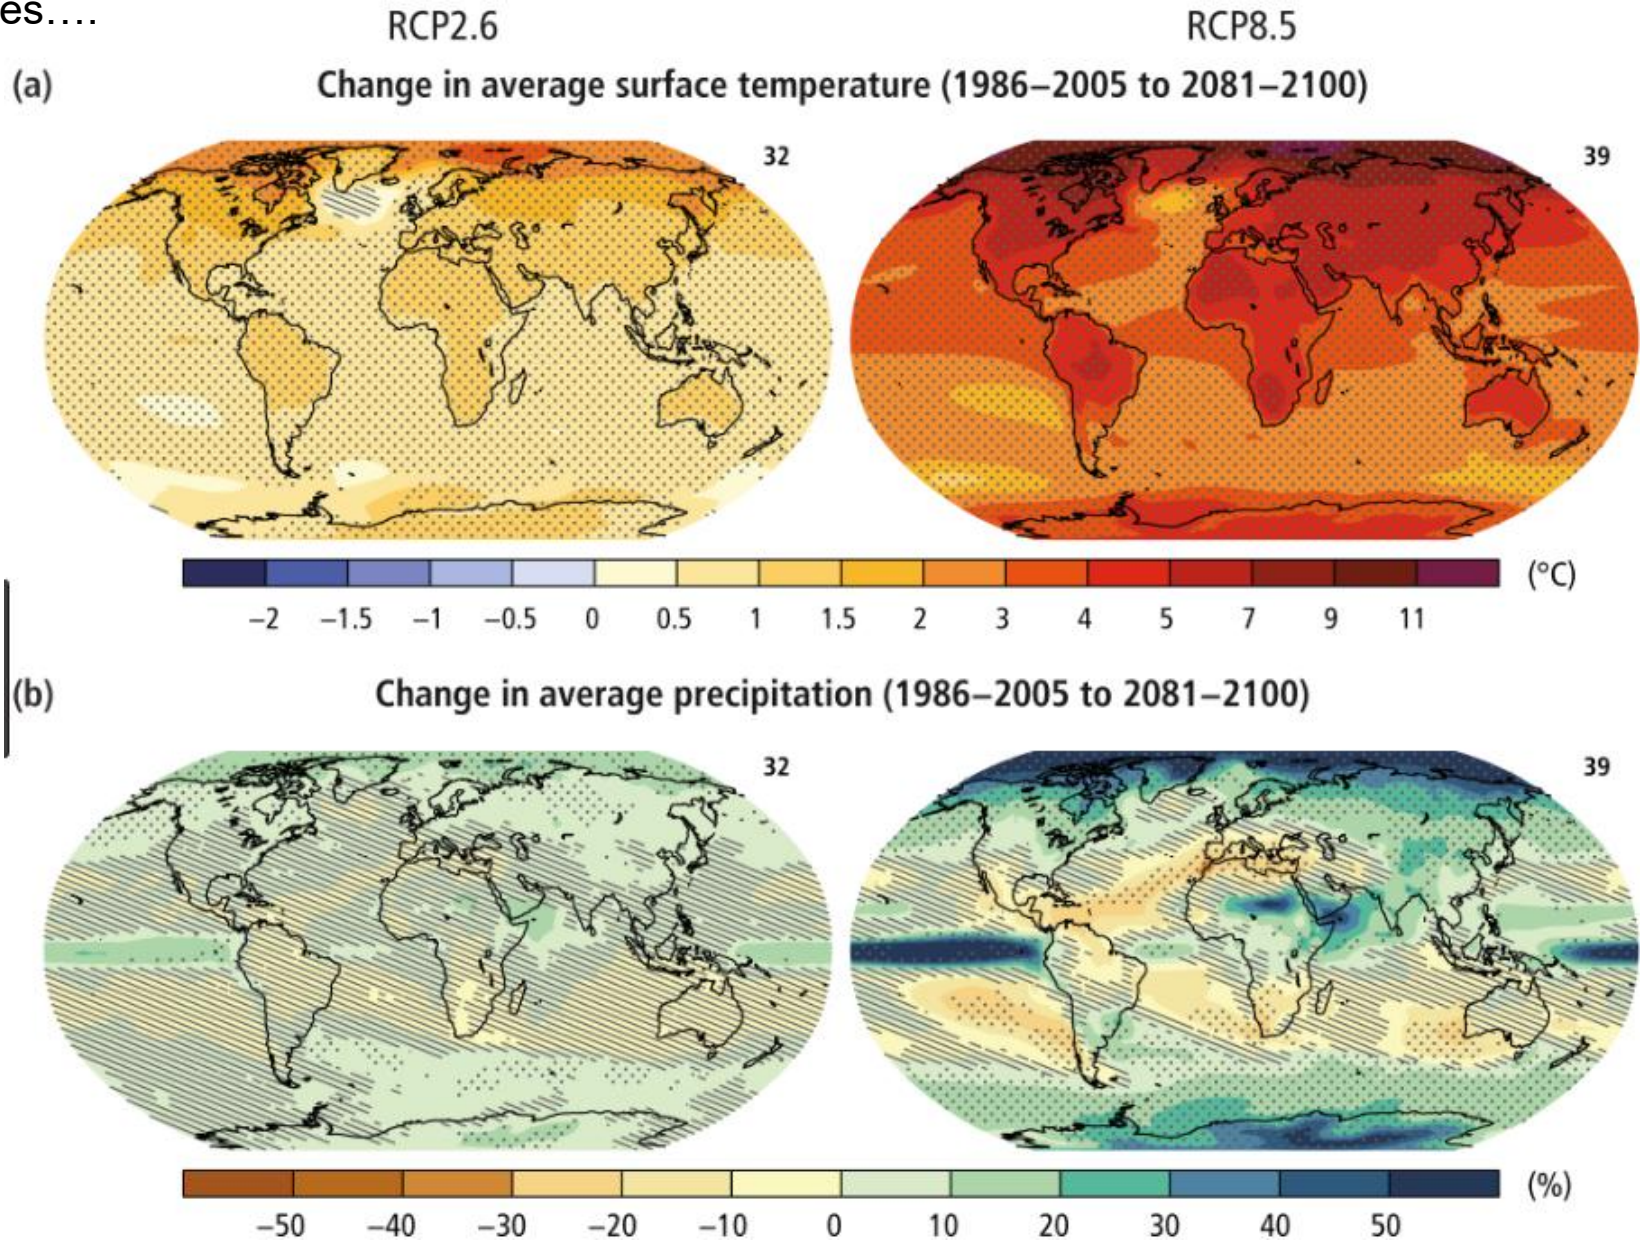 es....
RCP2.6 RCP8.5
(a) Change in average surface temperature (1986–2005 to 2081–2100)
32 39
−2 −1.5 −1 −0.5 0 0.5 1 1.5 2 3 4 5 7 9 11 (°C)
(b) Change in average precipitation (1986–2005 to 2081–2100)
32 39
−50 −40 −30 −20 −10 0 10 20 30 40 50 (%)